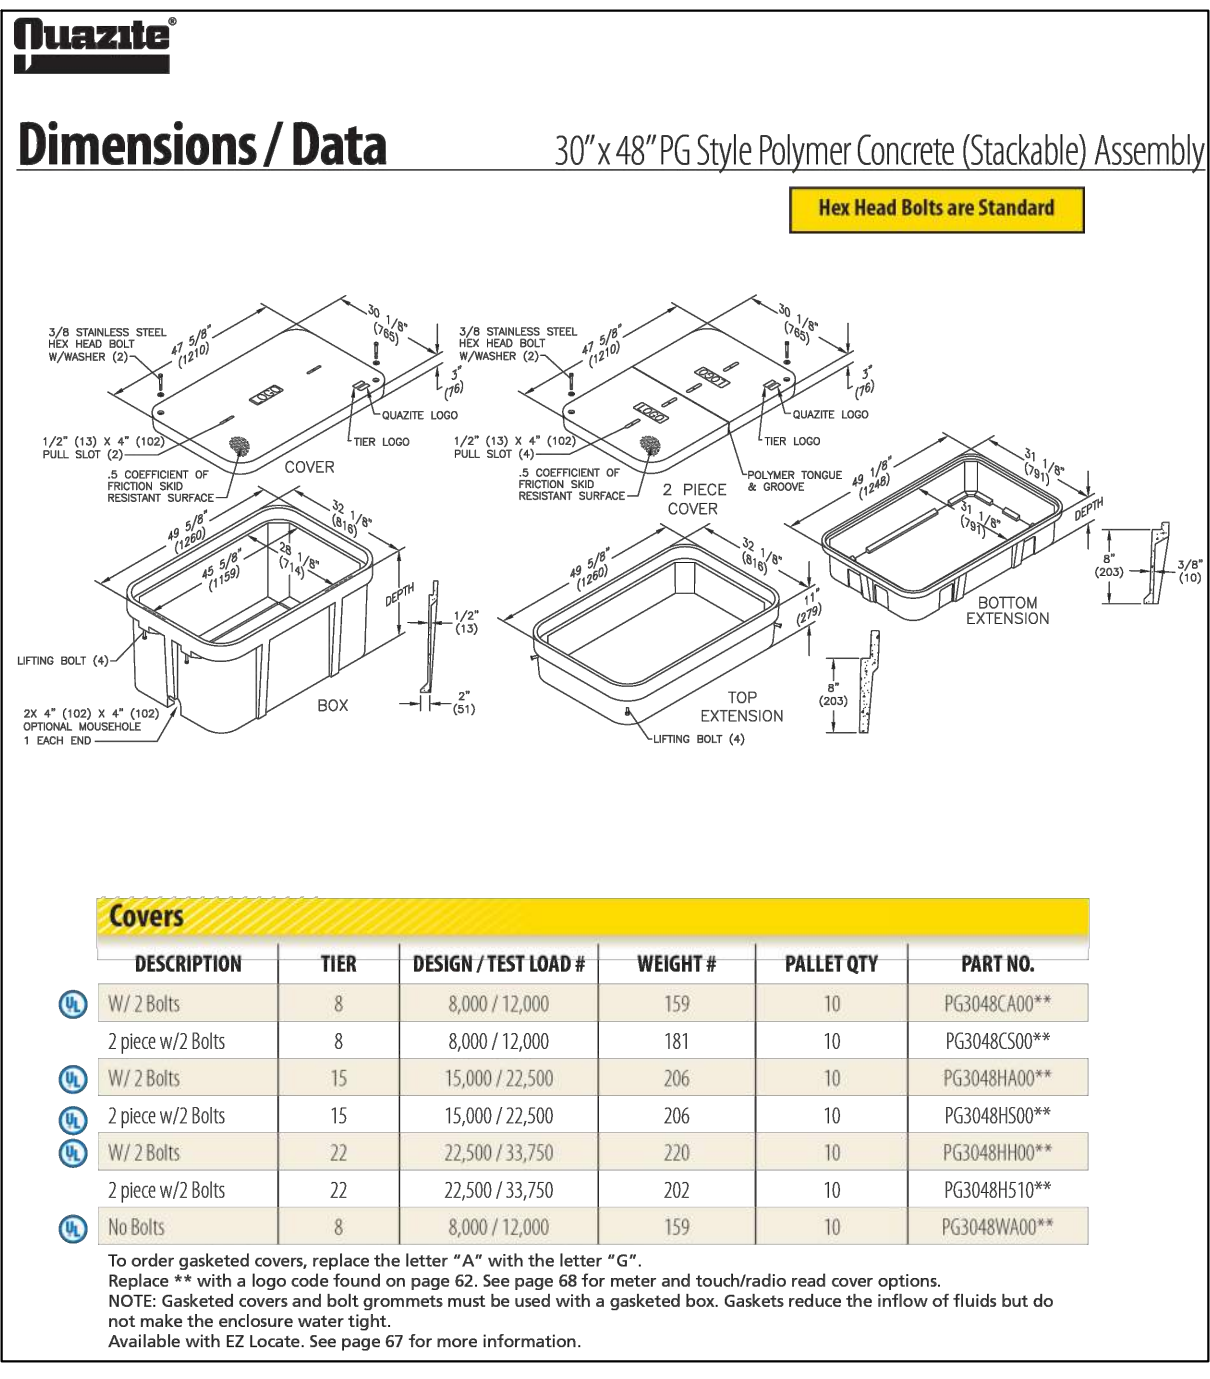 Quazite®
Dimensions / Data
30" x 48" PG Style Polymer Concrete (Stackable) Assembly
Hex Head Bolts are Standard
3/8 STAINLESS STEEL
HEX HEAD BOLT
W/WASHER (2)
47 5/8"
(1210)
30 1/8"
(765)
3"
(76)
LOGO
QUAZITE LOGO
TIER LOGO
1/2" (13) X 4" (102)
PULL SLOT (2)
.5 COEFFICIENT OF
FRICTION SKID
RESISTANT SURFACE
COVER
3/8 STAINLESS STEEL
HEX HEAD BOLT
W/WASHER (2)
47 5/8"
(1210)
30 1/8"
(765)
3"
(76)
LOGO
LOGO
QUAZITE LOGO
TIER LOGO
1/2" (13) X 4" (102)
PULL SLOT (4)
.5 COEFFICIENT OF
FRICTION SKID
RESISTANT SURFACE
POLYMER TONGUE
& GROOVE
2 PIECE
COVER
49 5/8"
(1260)
32 1/8"
(816)
45 5/8"
(1159)
28 1/8"
(714)
DEPTH
1/2"
(13)
2"
(51)
LIFTING BOLT (4)
2X 4" (102) X 4" (102)
OPTIONAL MOUSEHOLE
1 EACH END
BOX
49 5/8"
(1260)
32 1/8"
(816)
11"
(279)
8"
(203)
TOP
EXTENSION
LIFTING BOLT (4)
49 1/8"
(1248)
31 1/8"
(791)
31 1/8"
(791)
DEPTH
8"
(203)
3/8"
(10)
BOTTOM
EXTENSION
Covers
DESCRIPTION TIER DESIGN / TEST LOAD # WEIGHT # PALLET QTY PART NO.
UL W/ 2 Bolts 8 8,000 / 12,000 159 10 PG3048CA00**
2 piece w/2 Bolts 8 8,000 / 12,000 181 10 PG3048CS00**
UL W/ 2 Bolts 15 15,000 / 22,500 206 10 PG3048HA00**
UL 2 piece w/2 Bolts 15 15,000 / 22,500 206 10 PG3048HS00**
UL W/ 2 Bolts 22 22,500 / 33,750 220 10 PG3048HH00**
2 piece w/2 Bolts 22 22,500 / 33,750 202 10 PG3048H510**
UL No Bolts 8 8,000 / 12,000 159 10 PG3048WA00**
To order gasketed covers, replace the letter “A” with the letter “G”.
Replace ** with a logo code found on page 62. See page 68 for meter and touch/radio read cover options.
NOTE: Gasketed covers and bolt grommets must be used with a gasketed box. Gaskets reduce the inflow of fluids but do
not make the enclosure water tight.
Available with EZ Locate. See page 67 for more information.